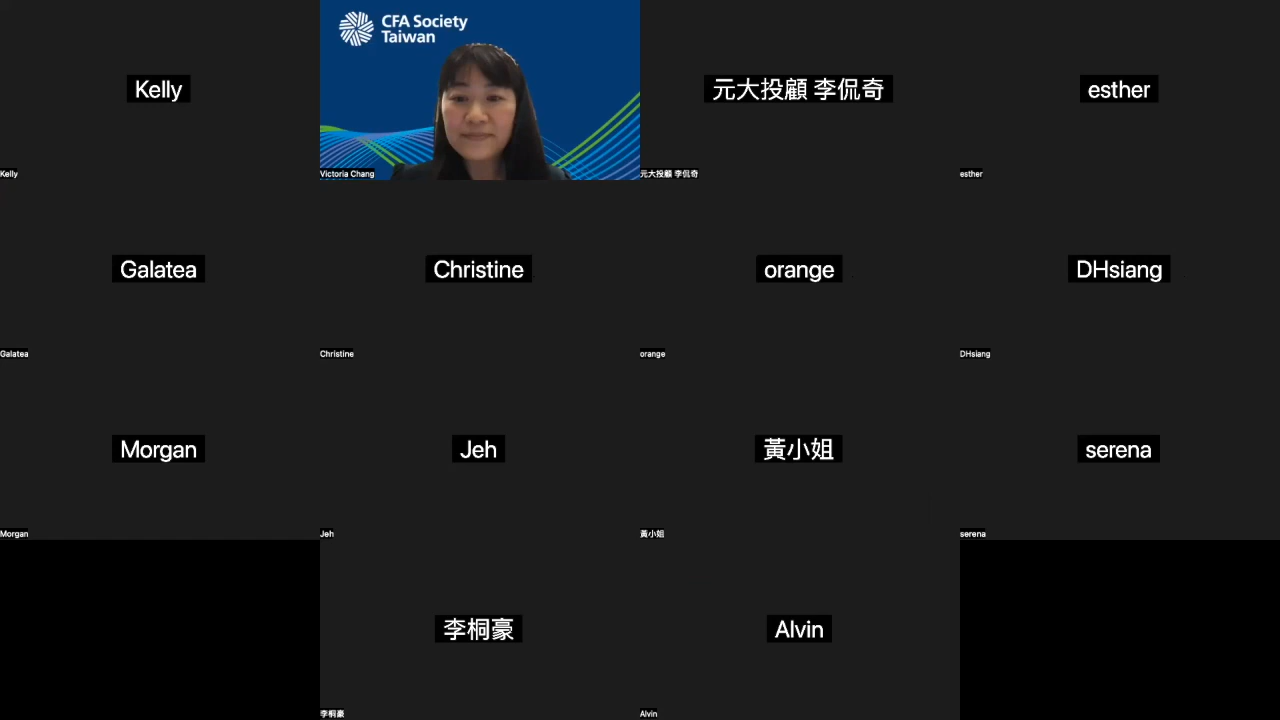 CFA Society
Taiwan
Kelly
元大投顧 李侃奇
esther
Kelly
Victoria Chang
元大投顧 李侃奇
esther
Galatea
Christine
orange
DHsiang
Galatea
Christine
orange
DHsiang
Morgan
Jeh
黃小姐
serena
Morgan
Jeh
黃小姐
serena
李桐豪
Alvin
李桐豪
Alvin